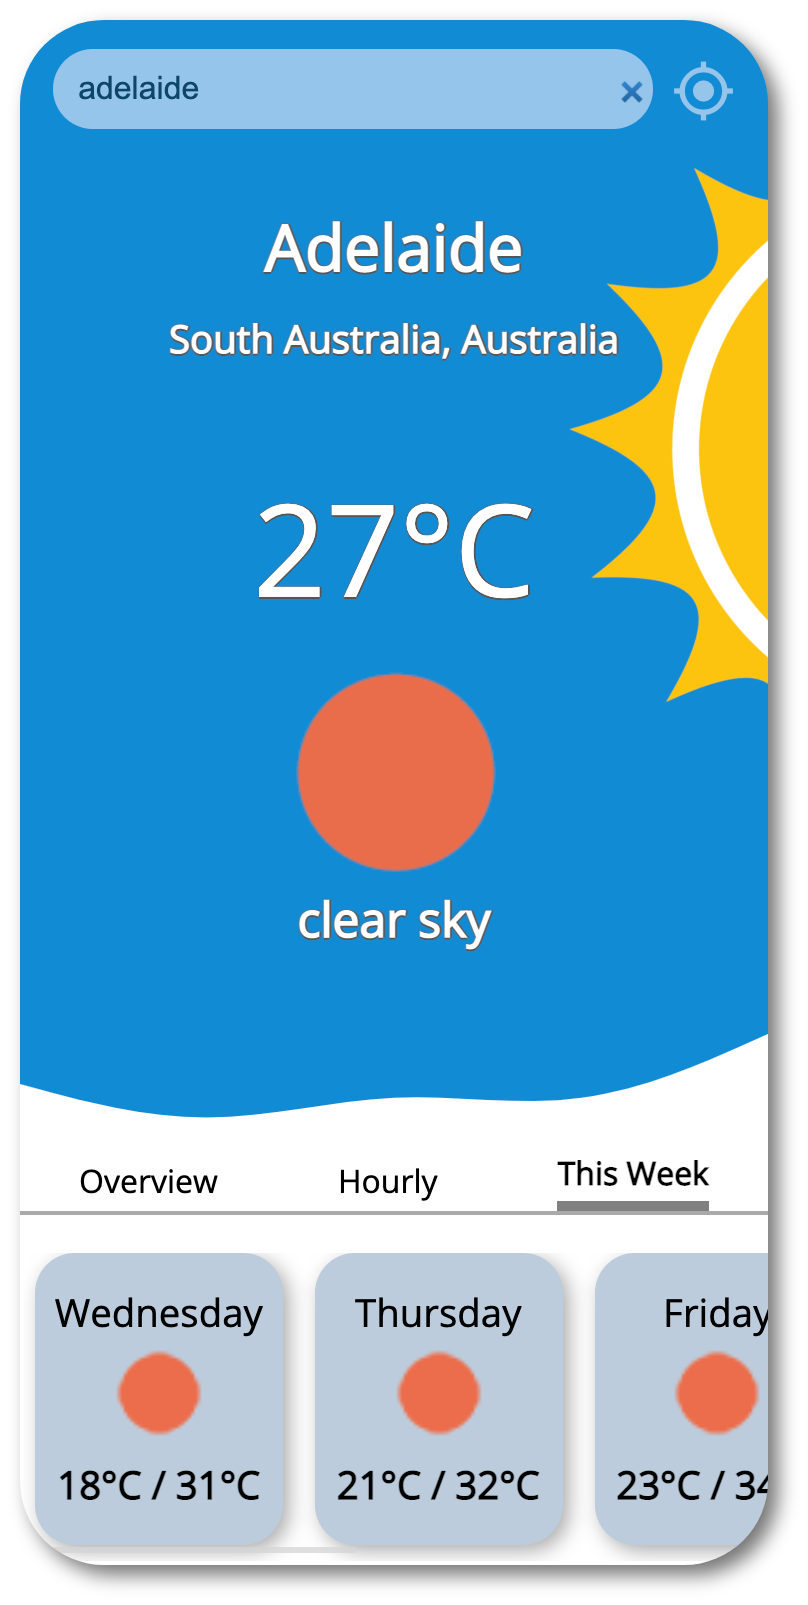 adelaide
Adelaide
South Australia, Australia
27°C
clear sky
Overview Hourly This Week
Wednesday Thursday Friday
18°C / 31°C 21°C / 32°C 23°C / 34